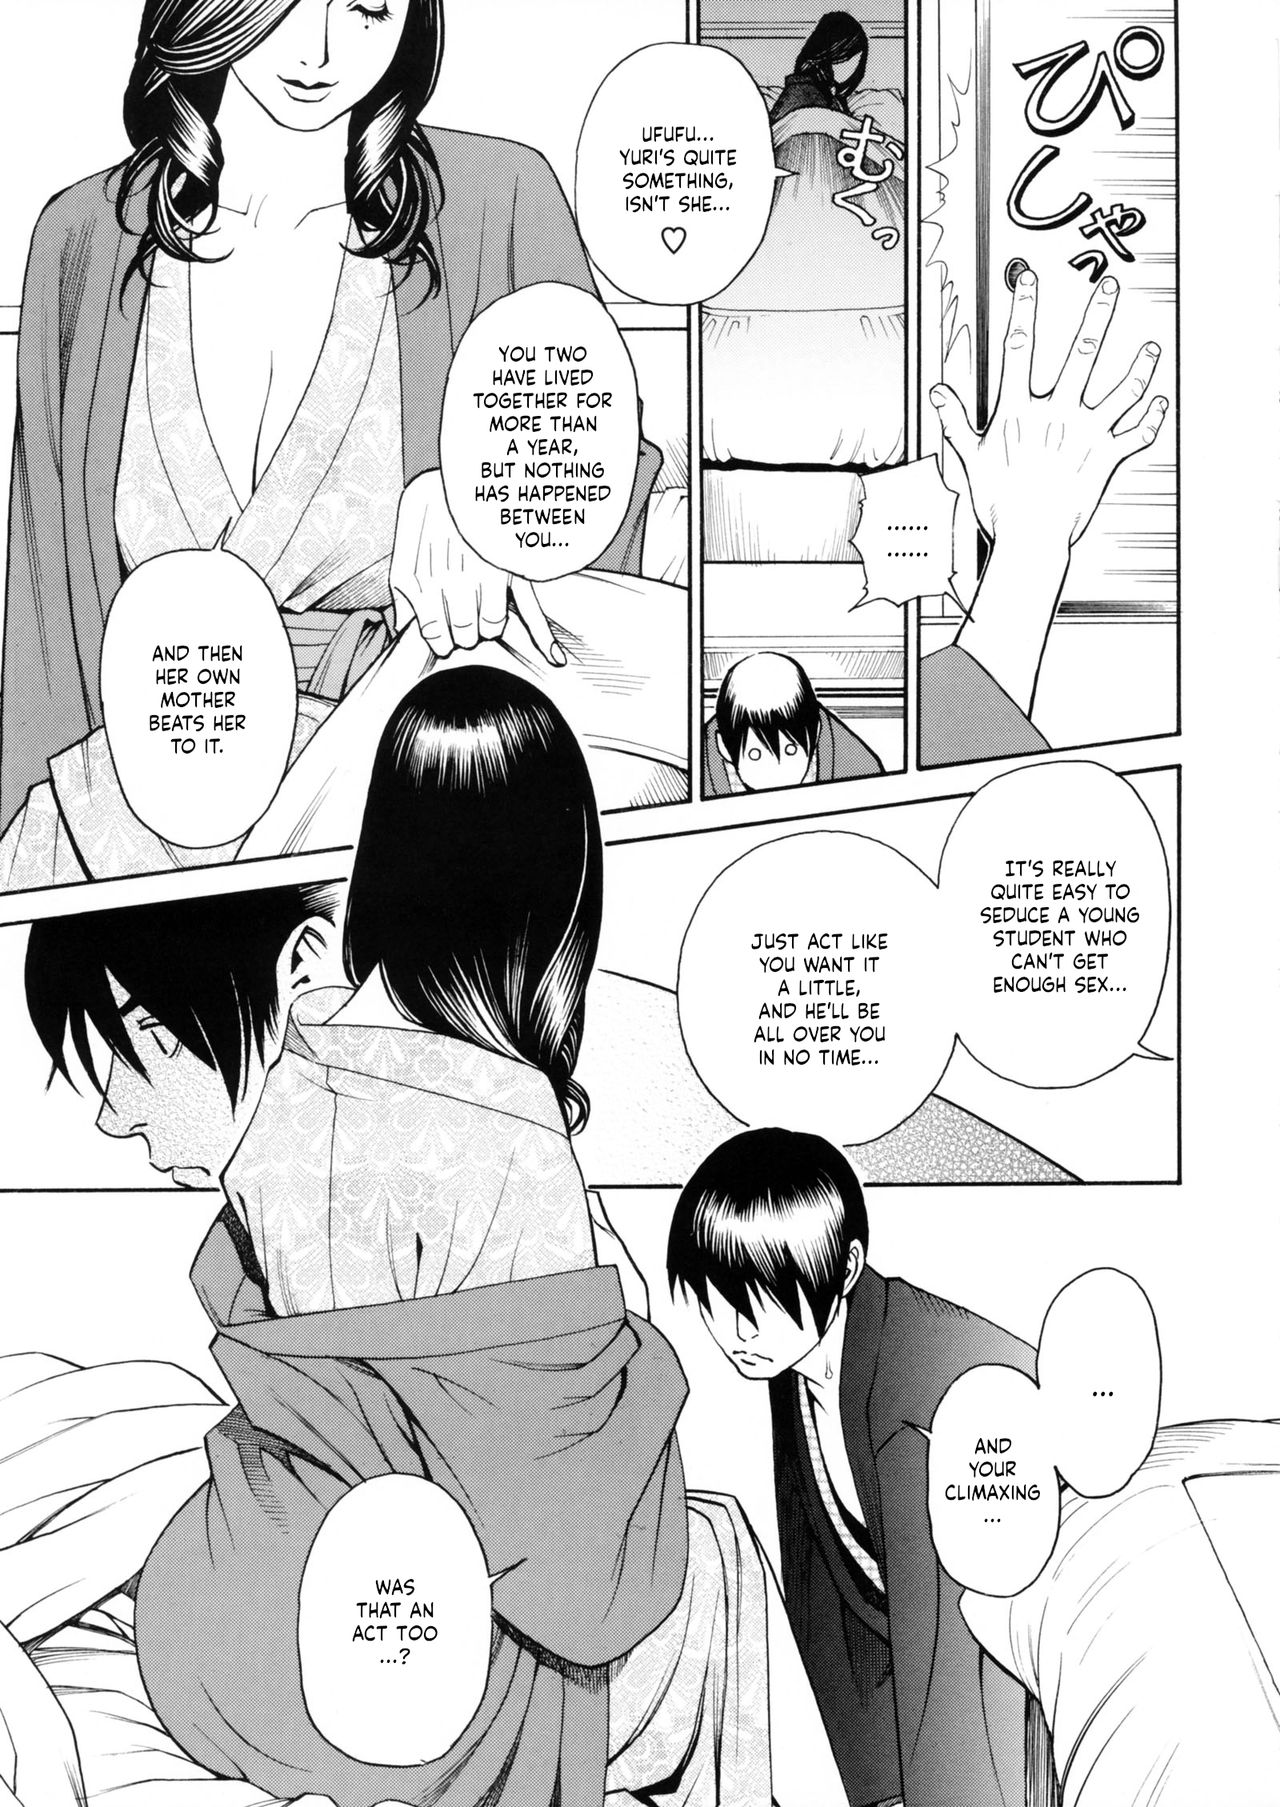 ぴしゃっ
むくっ
UFUFU...
YURI'S QUITE
SOMETHING,
ISN'T SHE...
♡
......
......
YOU TWO
HAVE LIVED
TOGETHER FOR
MORE THAN
A YEAR,
BUT NOTHING
HAS HAPPENED
BETWEEN
YOU...
AND THEN
HER OWN
MOTHER
BEATS HER
TO IT.
IT'S REALLY
QUITE EASY TO
SEDUCE A YOUNG
STUDENT WHO
CAN'T GET
ENOUGH SEX...
JUST ACT LIKE
YOU WANT IT
A LITTLE,
AND HE'LL BE
ALL OVER YOU
IN NO TIME...
...
AND
YOUR
CLIMAXING
...
WAS
THAT AN
ACT TOO
...?